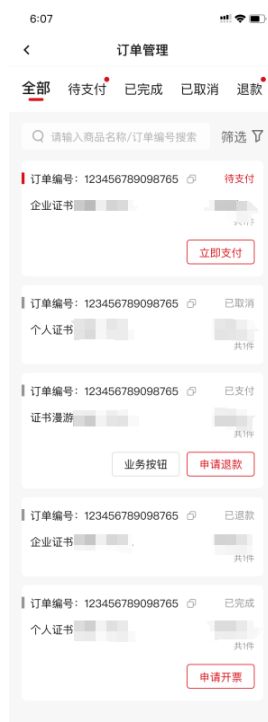 6:07
订单管理
全部 待支付 已完成 已取消 退款
请输入商品名称/订单编号搜索 筛选
订单编号：123456789098765 待支付
企业证书
立即支付
订单编号：123456789098765 已取消
个人证书
共1件
订单编号：123456789098765 已支付
证书漫游
共1件
业务按钮 申请退款
订单编号：123456789098765 已退款
企业证书
共1件
订单编号：123456789098765 已完成
个人证书
共1件
申请开票